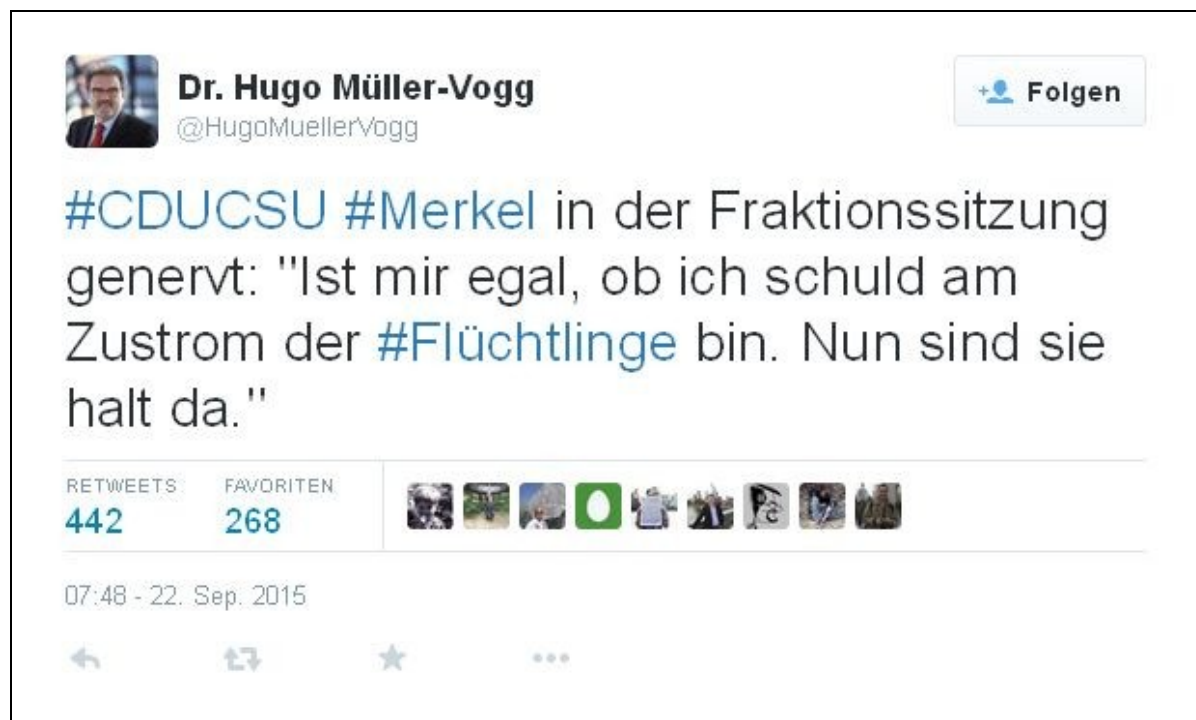 Dr. Hugo Müller-Vogg
@HugoMuellerVogg
Folgen
#CDUCSU #Merkel in der Fraktionssitzung
genervt: "Ist mir egal, ob ich schuld am
Zustrom der #Flüchtlinge bin. Nun sind sie
halt da."
RETWEETS FAVORITEN
442 268
07:48 - 22. Sep. 2015